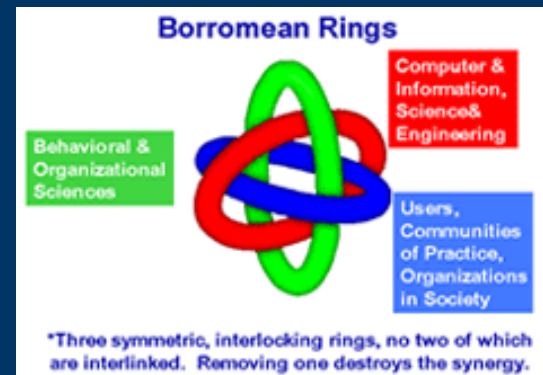 Borromean Rings
Computer &
Information,
Science&
Engineering
Behavioral &
Organizational
Sciences
Users,
Communities
of Practice,
Organizations
in Society
*Three symmetric, interlocking rings, no two of which
are interlinked. Removing one destroys the synergy.